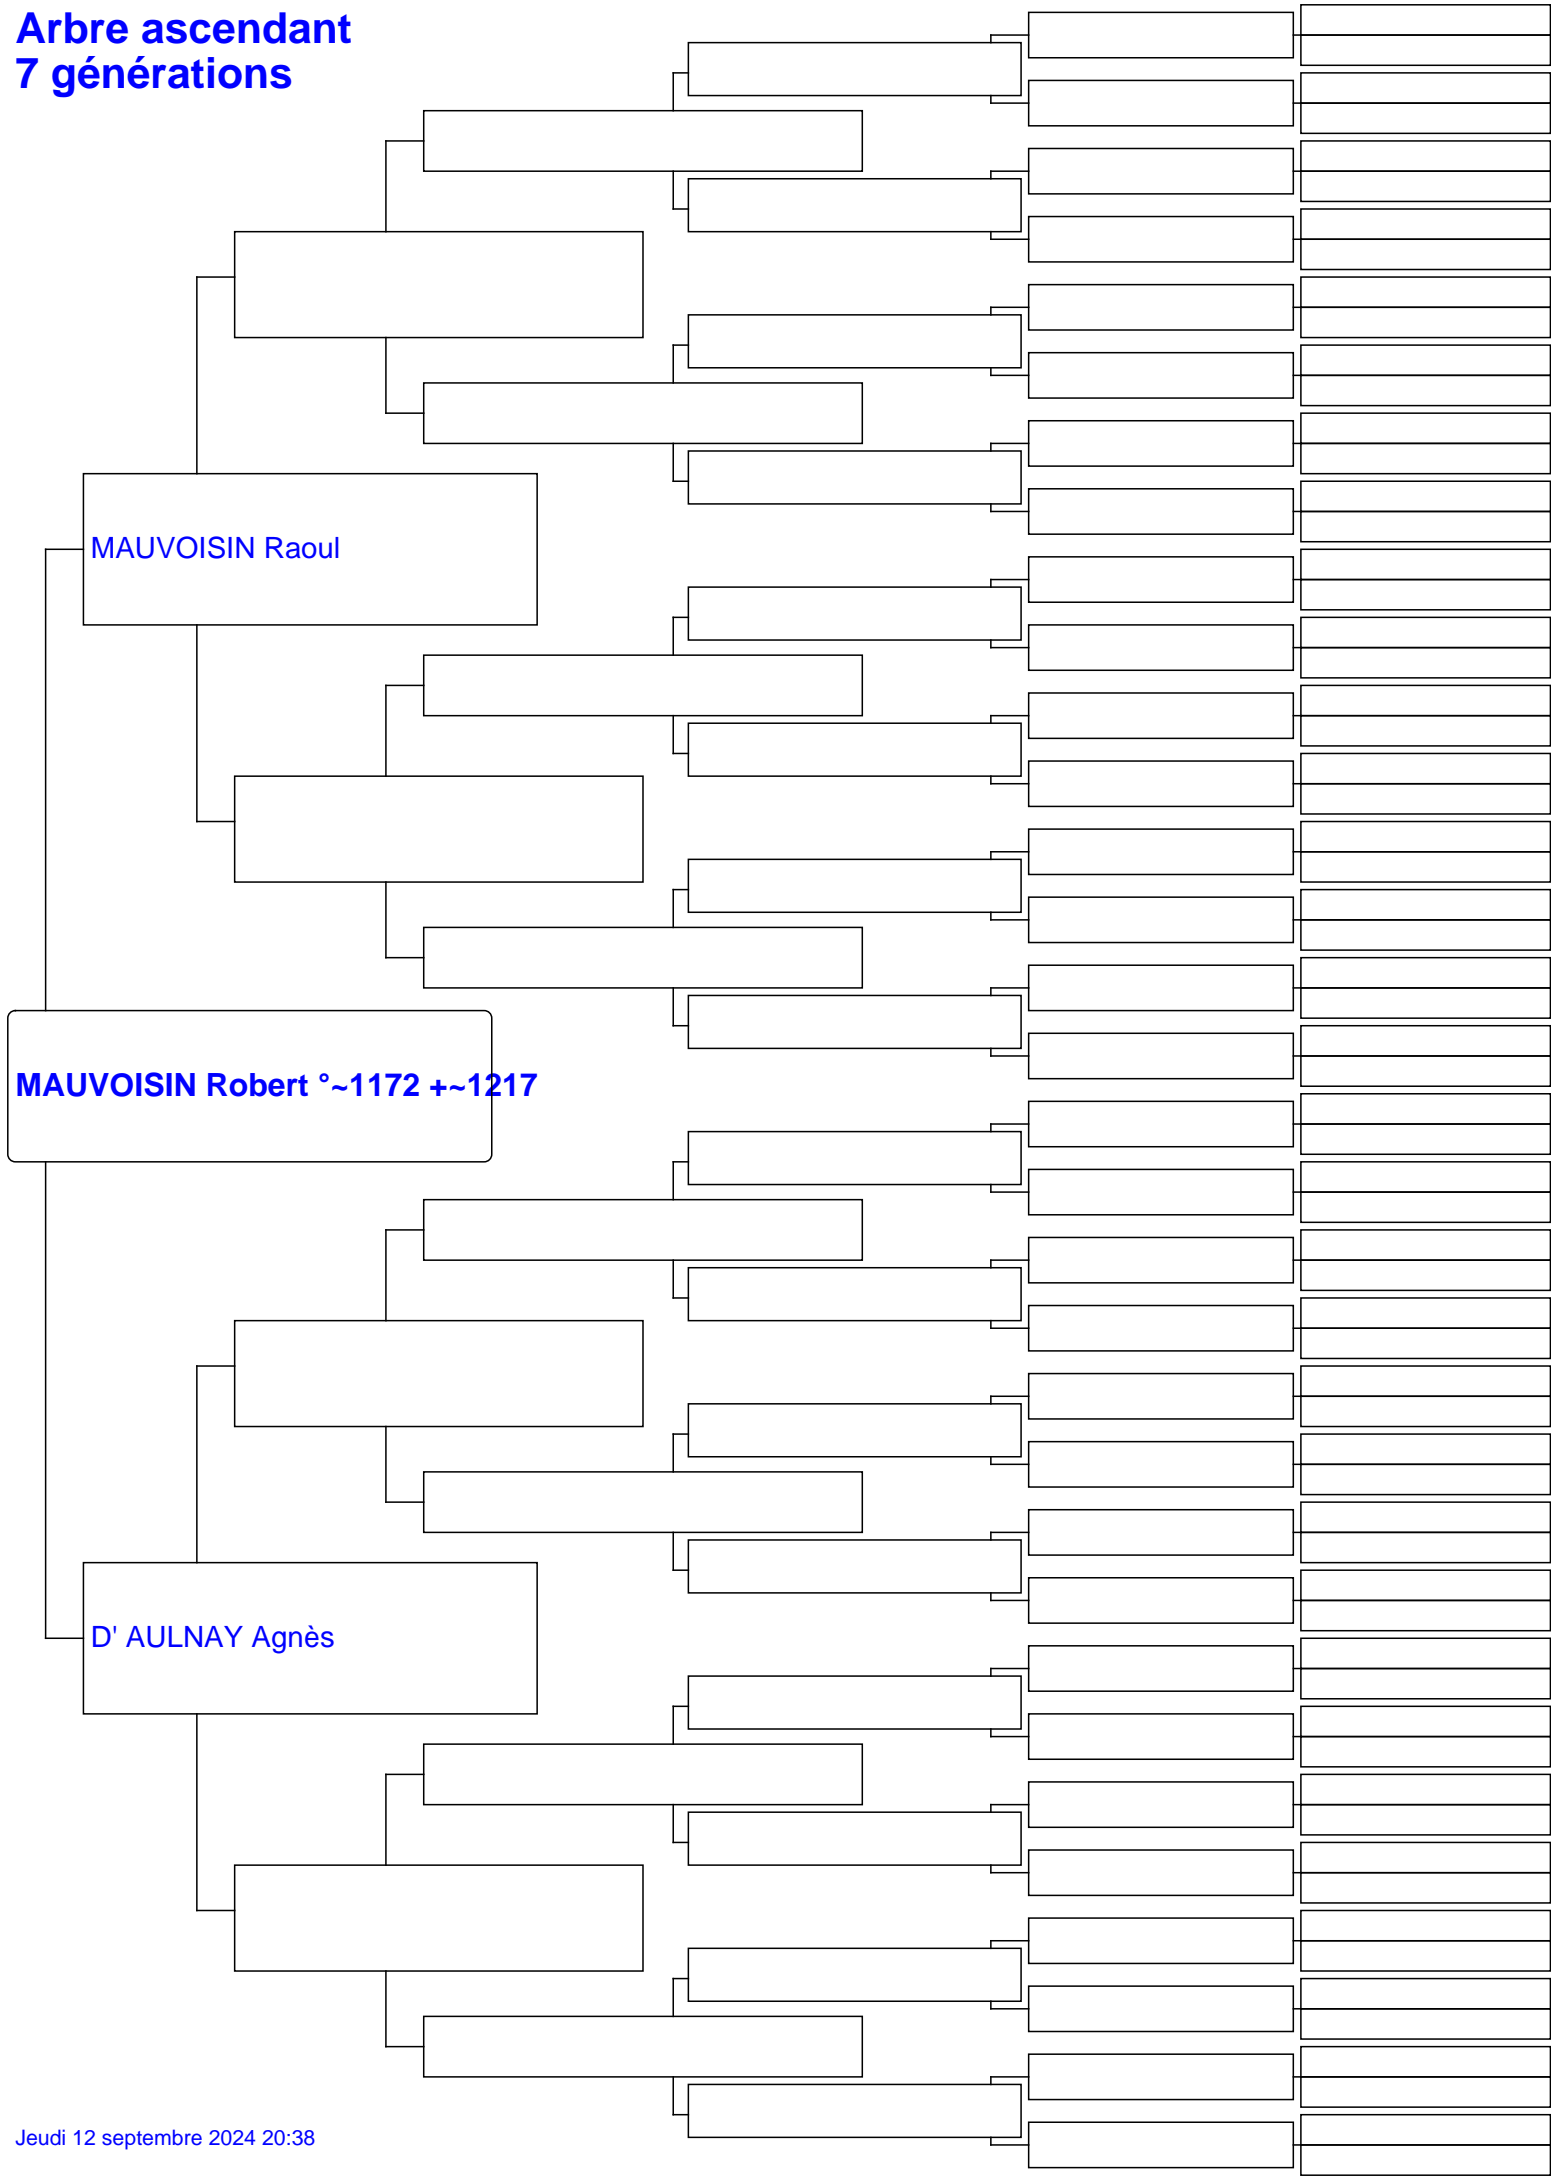 Arbre ascendant
7 générations
MAUVOISIN Raoul
MAUVOISIN Robert °~1172 +~1217
D' AULNAY Agnès
Jeudi 12 septembre 2024 20:38